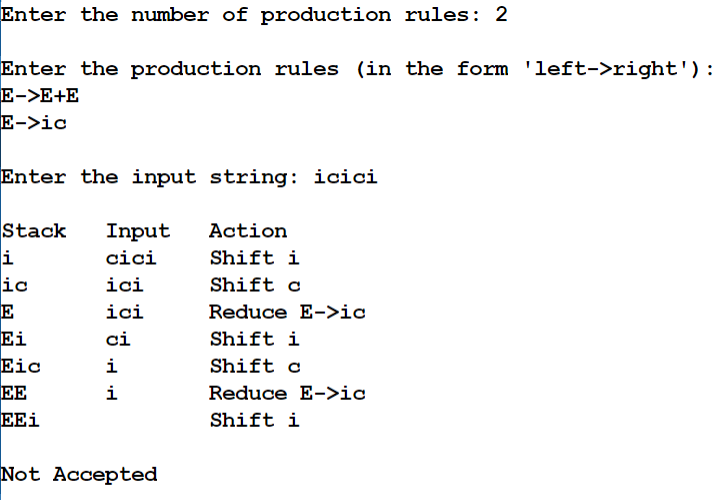 Enter the number of production rules: 2
Enter the production rules (in the form 'left->right'):
E->E+E
E->ic
Enter the input string: icici
Stack Input Action
i cici Shift i
ic ici Shift c
E ici Reduce E->ic
Ei ci Shift i
Eic i Shift c
EE i Reduce E->ic
EEi Shift i
Not Accepted